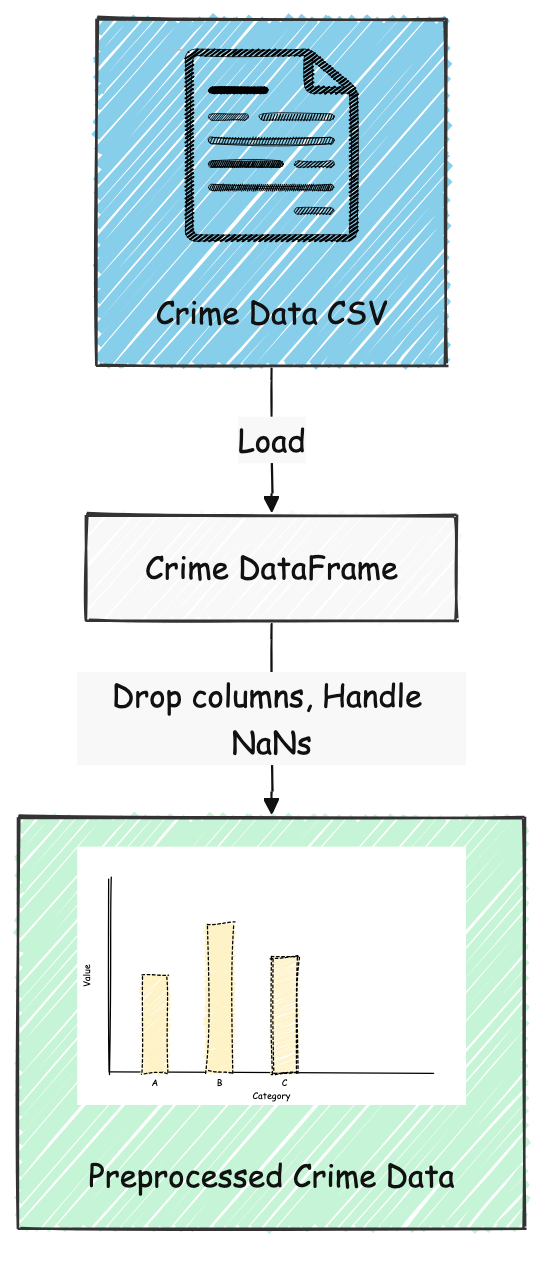 Crime Data CSV
Load
Crime DataFrame
Drop columns, Handle
NaNs
Value
A B C
Category
Preprocessed Crime Data